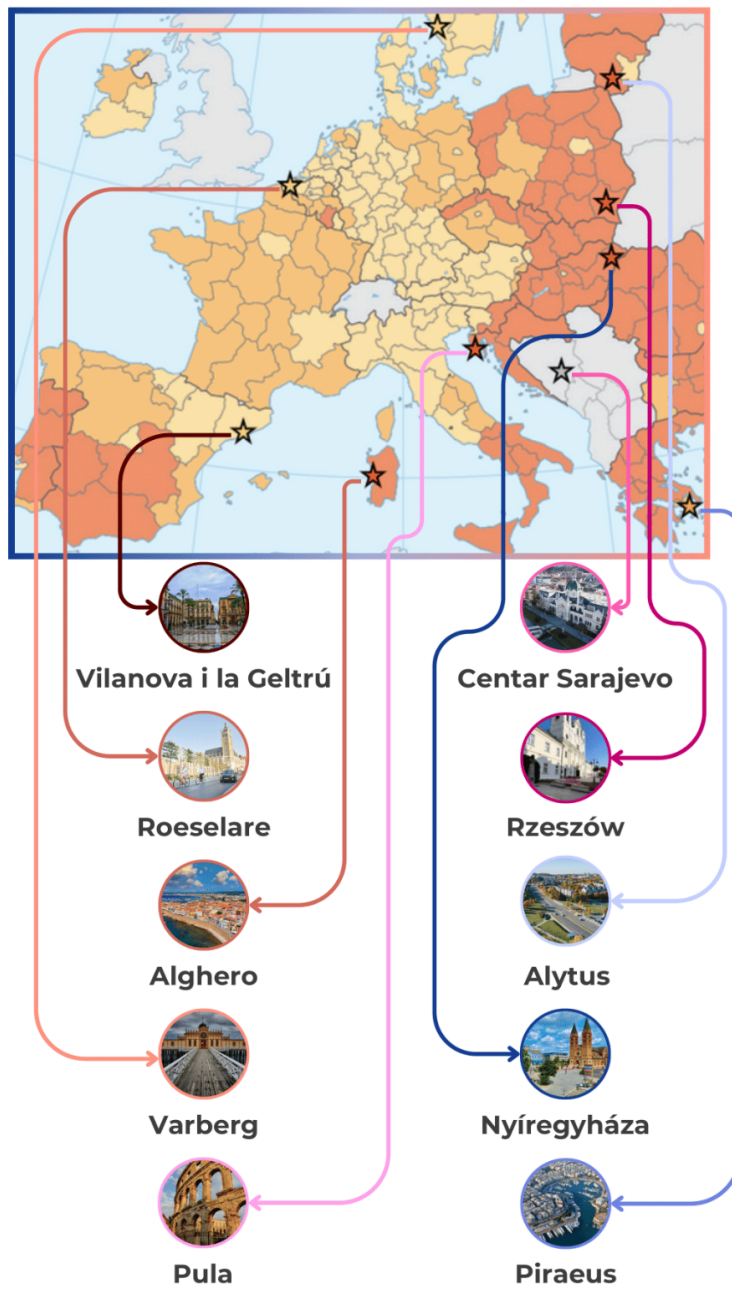 Vilanova i la Geltrú
Centar Sarajevo
Roeselare
Rzeszów
Alghero
Alytus
Varberg
Nyíregyháza
Pula
Piraeus